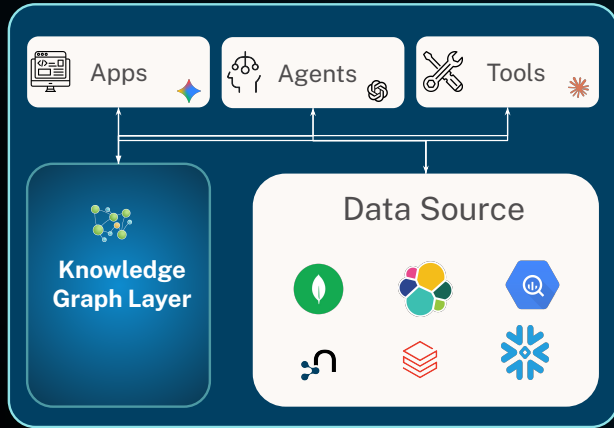 Apps
Agents
Tools
Knowledge
Graph Layer
Data Source